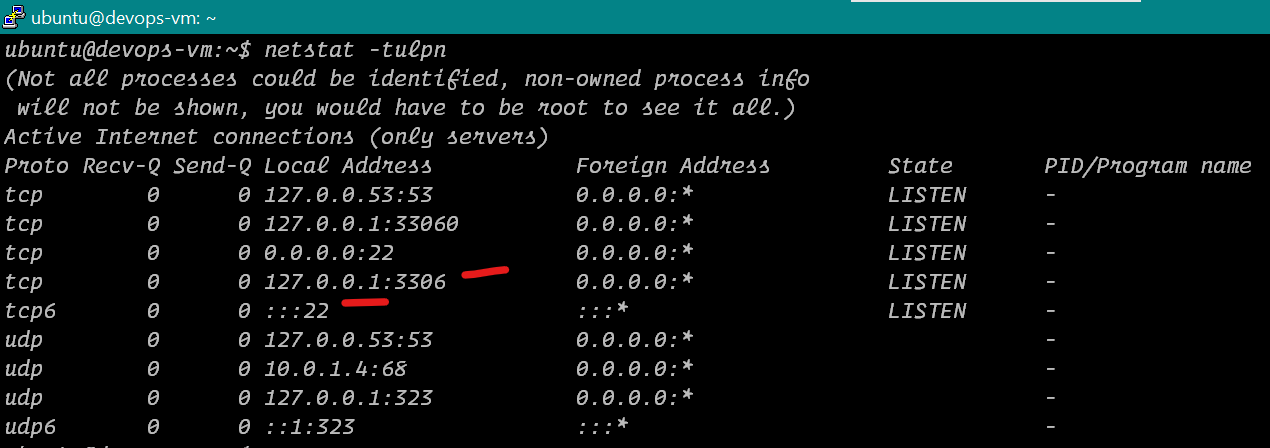 ubuntu@devops-vm: ~
ubuntu@devops-vm:~$ netstat -tulpn
(Not all processes could be identified, non-owned process info
 will not be shown, you would have to be root to see it all.)
Active Internet connections (only servers)
Proto Recv-Q Send-Q Local Address           Foreign Address         State       PID/Program name
tcp        0      0 127.0.0.53:53           0.0.0.0:*               LISTEN      -
tcp        0      0 127.0.0.1:33060         0.0.0.0:*               LISTEN      -
tcp        0      0 0.0.0.0:22              0.0.0.0:*               LISTEN      -
tcp        0      0 127.0.0.1:3306          0.0.0.0:*               LISTEN      -
tcp6       0      0 :::22                   :::*                    LISTEN      -
udp        0      0 127.0.0.53:53           0.0.0.0:*                           -
udp        0      0 10.0.1.4:68             0.0.0.0:*                           -
udp        0      0 127.0.0.1:323           0.0.0.0:*                           -
udp6       0      0 ::1:323                 :::*                                -